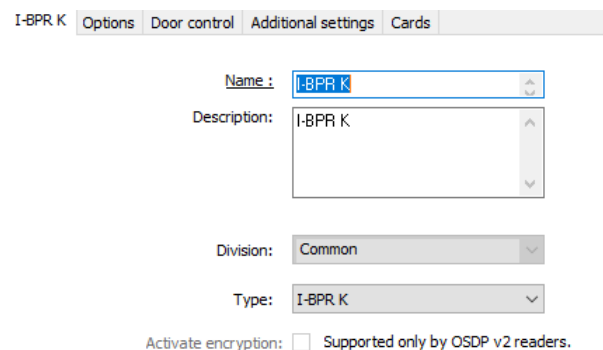 I-BPR K Options Door control Additional settings Cards
Name : I-BPR K
Description: I-BPR K
Division: Common
Type: I-BPR K
Activate encryption: Supported only by OSDP v2 readers.